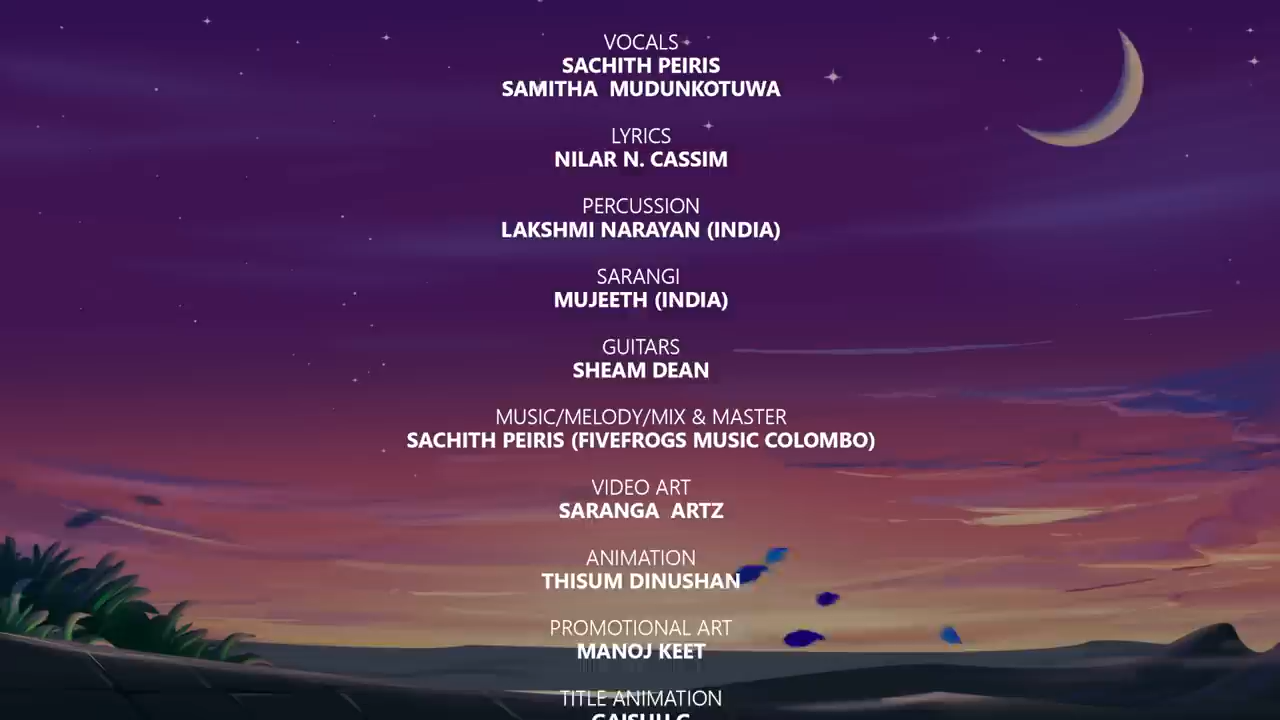 VOCALS
SACHITH PEIRIS
SAMITHA MUDUNKOTUWA
LYRICS
NILAR N. CASSIM
PERCUSSION
LAKSHMI NARAYAN (INDIA)
SARANGI
MUJEETH (INDIA)
GUITARS
SHEAM DEAN
MUSIC/MELODY/MIX & MASTER
SACHITH PEIRIS (FIVEFROGS MUSIC COLOMBO)
VIDEO ART
SARANGA ARTZ
ANIMATION
THISUM DINUSHAN
PROMOTIONAL ART
MANOJ KEET
TITLE ANIMATION